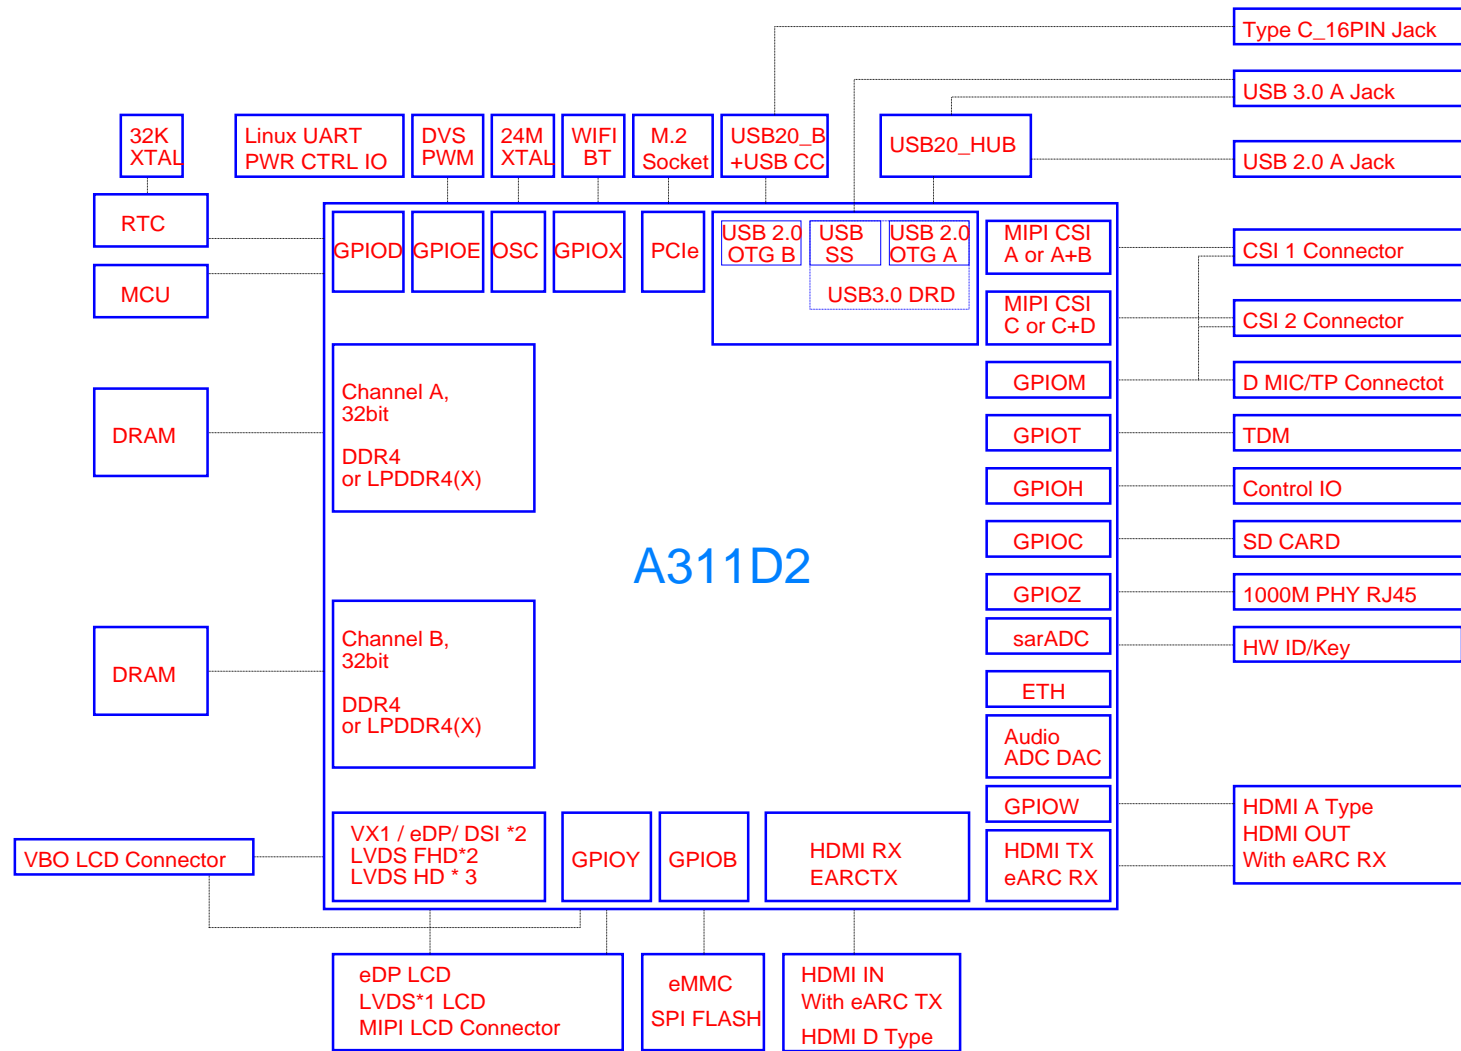 Type C_16PIN Jack
USB 3.0 A Jack
USB 2.0 A Jack
32K
XTAL
Linux UART
PWR CTRL IO
DVS
PWM
24M
XTAL
WIFI
BT
M.2
Socket
USB20_B
+USB CC
USB20_HUB
RTC
MCU
GPIOD
GPIOE
OSC
GPIOX
PCIe
USB 2.0
OTG B
USB
SS
USB 2.0
OTG A
USB3.0 DRD
MIPI CSI
A or A+B
MIPI CSI
C or C+D
CSI 1 Connector
CSI 2 Connector
GPIOM
D MIC/TP Connectot
GPIOT
TDM
GPIOH
Control IO
GPIOC
SD CARD
GPIOZ
1000M PHY RJ45
sarADC
HW ID/Key
ETH
Audio
ADC DAC
GPIOW
HDMI TX
eARC RX
HDMI A Type
HDMI OUT
With eARC RX
DRAM
Channel A,
32bit
DDR4
or LPDDR4(X)
A311D2
DRAM
Channel B,
32bit
DDR4
or LPDDR4(X)
VBO LCD Connector
VX1 / eDP/ DSI *2
LVDS FHD*2
LVDS HD * 3
GPIOY
GPIOB
HDMI RX
EARCTX
eDP LCD
LVDS*1 LCD
MIPI LCD Connector
eMMC
SPI FLASH
HDMI IN
With eARC TX
HDMI D Type